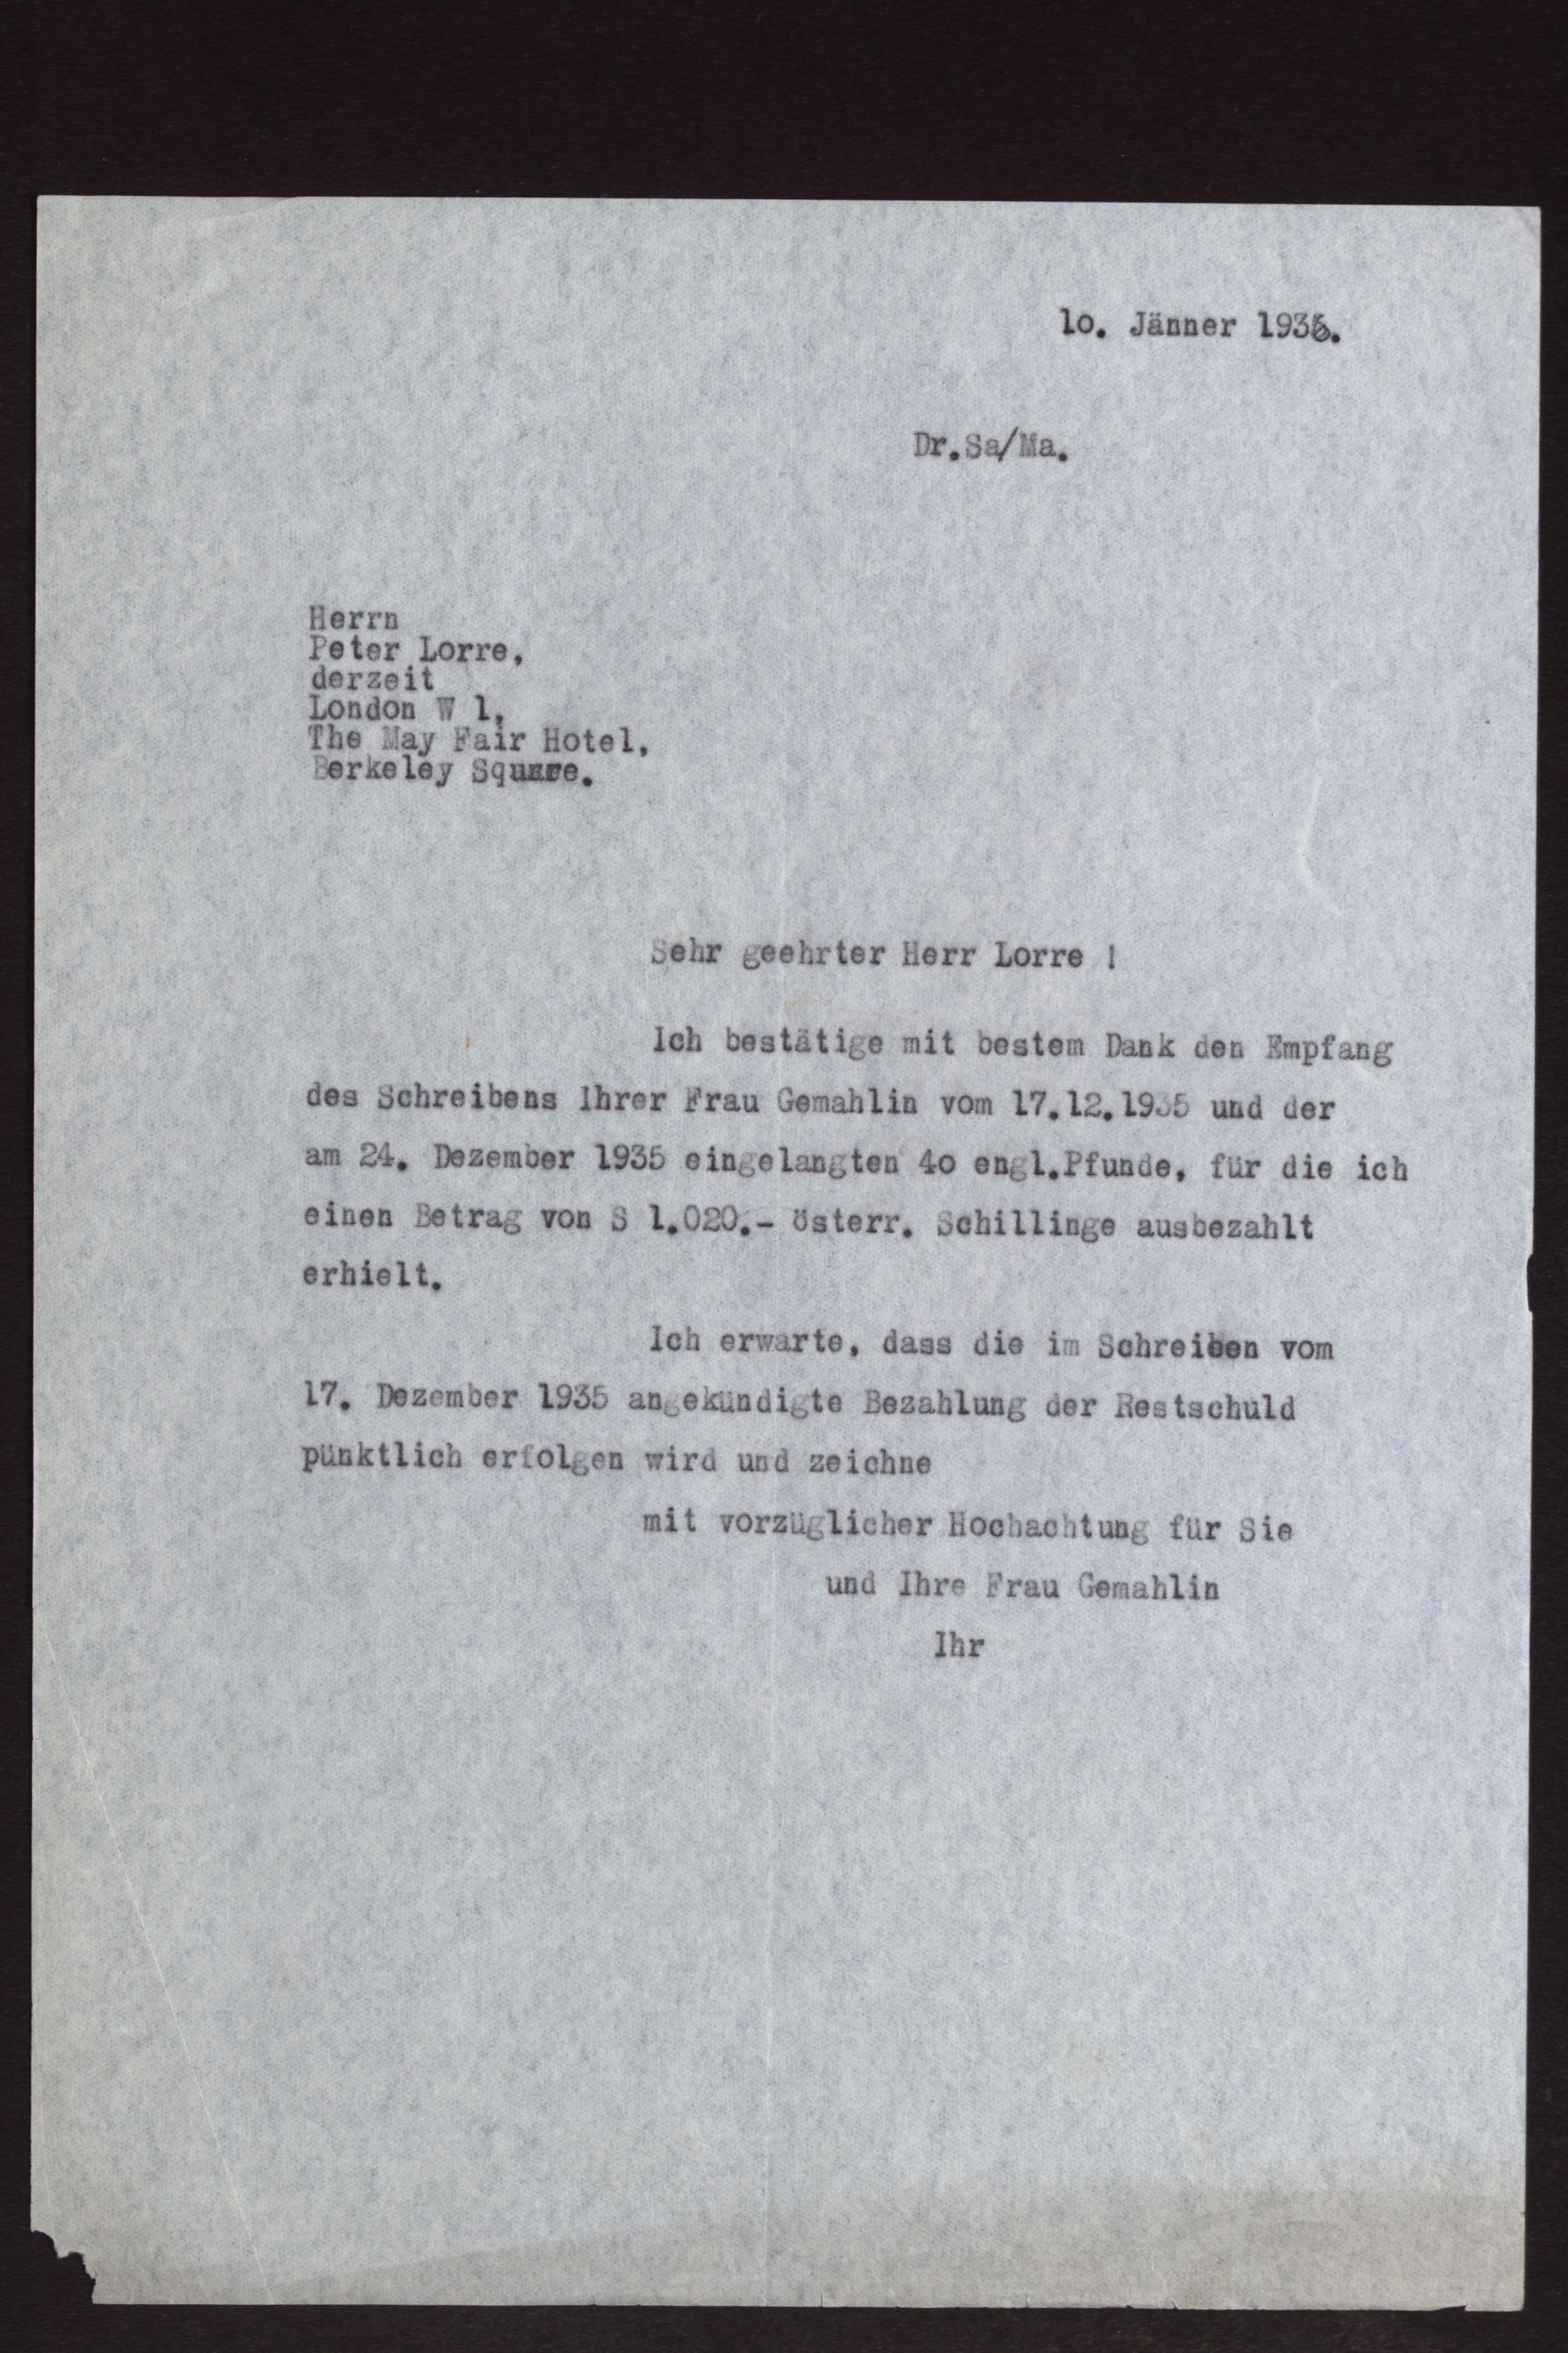 10. Jänner 1936.
Dr.Sa/Ma.
Herrn
Peter Lorre,
derzeit
London W 1,
The May Fair Hotel,
Berkeley Square.
Sehr geehrter Herr Lorre !
Ich bestätige mit bestem Dank den Empfang
des Schreibens Ihrer Frau Gemahlin vom 17.12.1935 und der
am 24. Dezember 1935 eingelangten 4o engl.Pfunde, für die ich
einen Betrag von S 1.020.- österr. Schillinge ausbezahlt
erhielt.
Ich erwarte, dass die im Schreiben vom
17. Dezember 1935 angekündigte Bezahlung der Restschuld
pünktlich erfolgen wird und zeichne
mit vorzüglicher Hochachtung für Sie
und Ihre Frau Gemahlin
Ihr